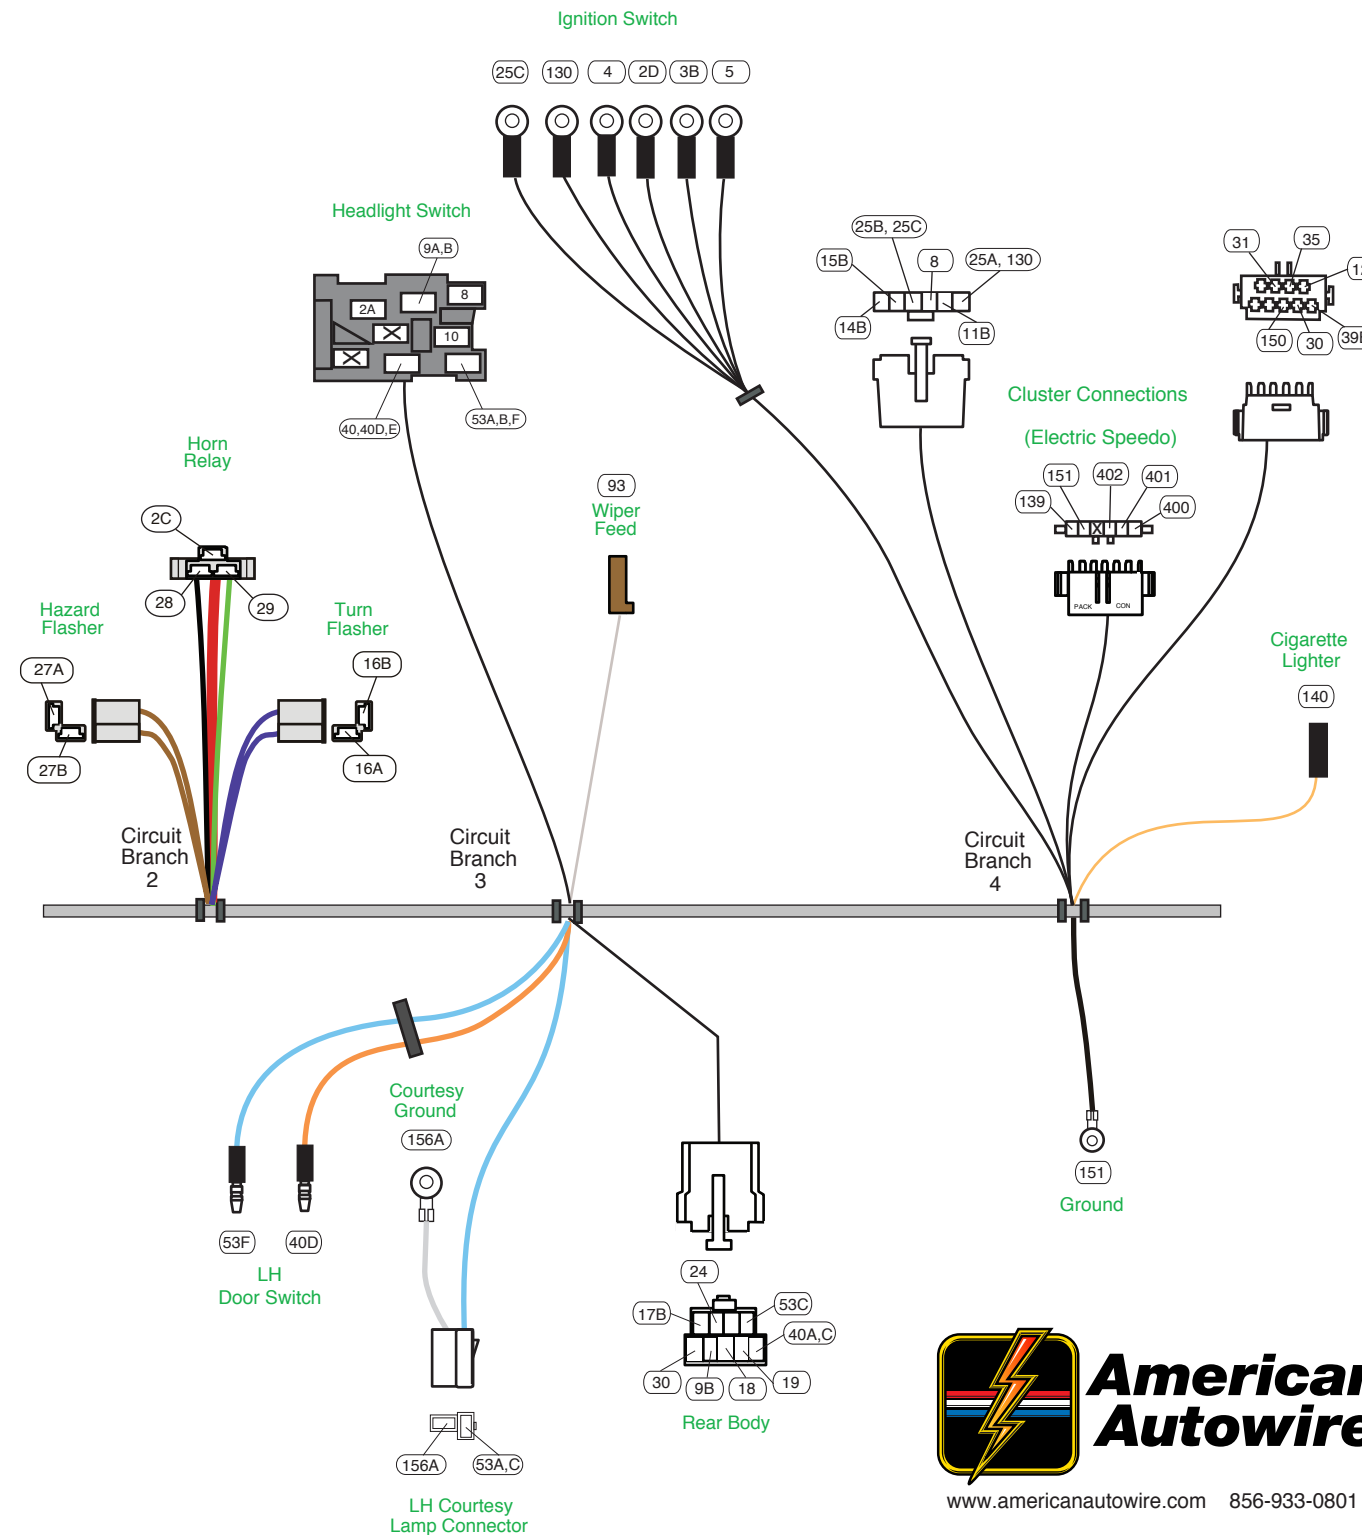 Ignition Switch
25C 130 4 2D 3B 5
Headlight Switch
9A,B
8
2A
10
X
X
40,40D,E
53A,B,F
25B, 25C
15B
8
25A, 130
14B
11B
31
35
150
30
Cluster Connections
(Electric Speedo)
151
402
401
139
400
X
PACK CON
Horn
Relay
2C
28
29
93
Wiper
Feed
Hazard
Flasher
27A
27B
Turn
Flasher
16B
16A
Cigarette
Lighter
140
Circuit
Branch
2
Circuit
Branch
3
Circuit
Branch
4
Courtesy
Ground
156A
53F
40D
LH
Door Switch
151
Ground
24
17B
53C
40A,C
30
9B
18
19
Rear Body
156A
53A,C
LH Courtesy
Lamp Connector
American
Autowire
www.americanautowire.com 856-933-0801